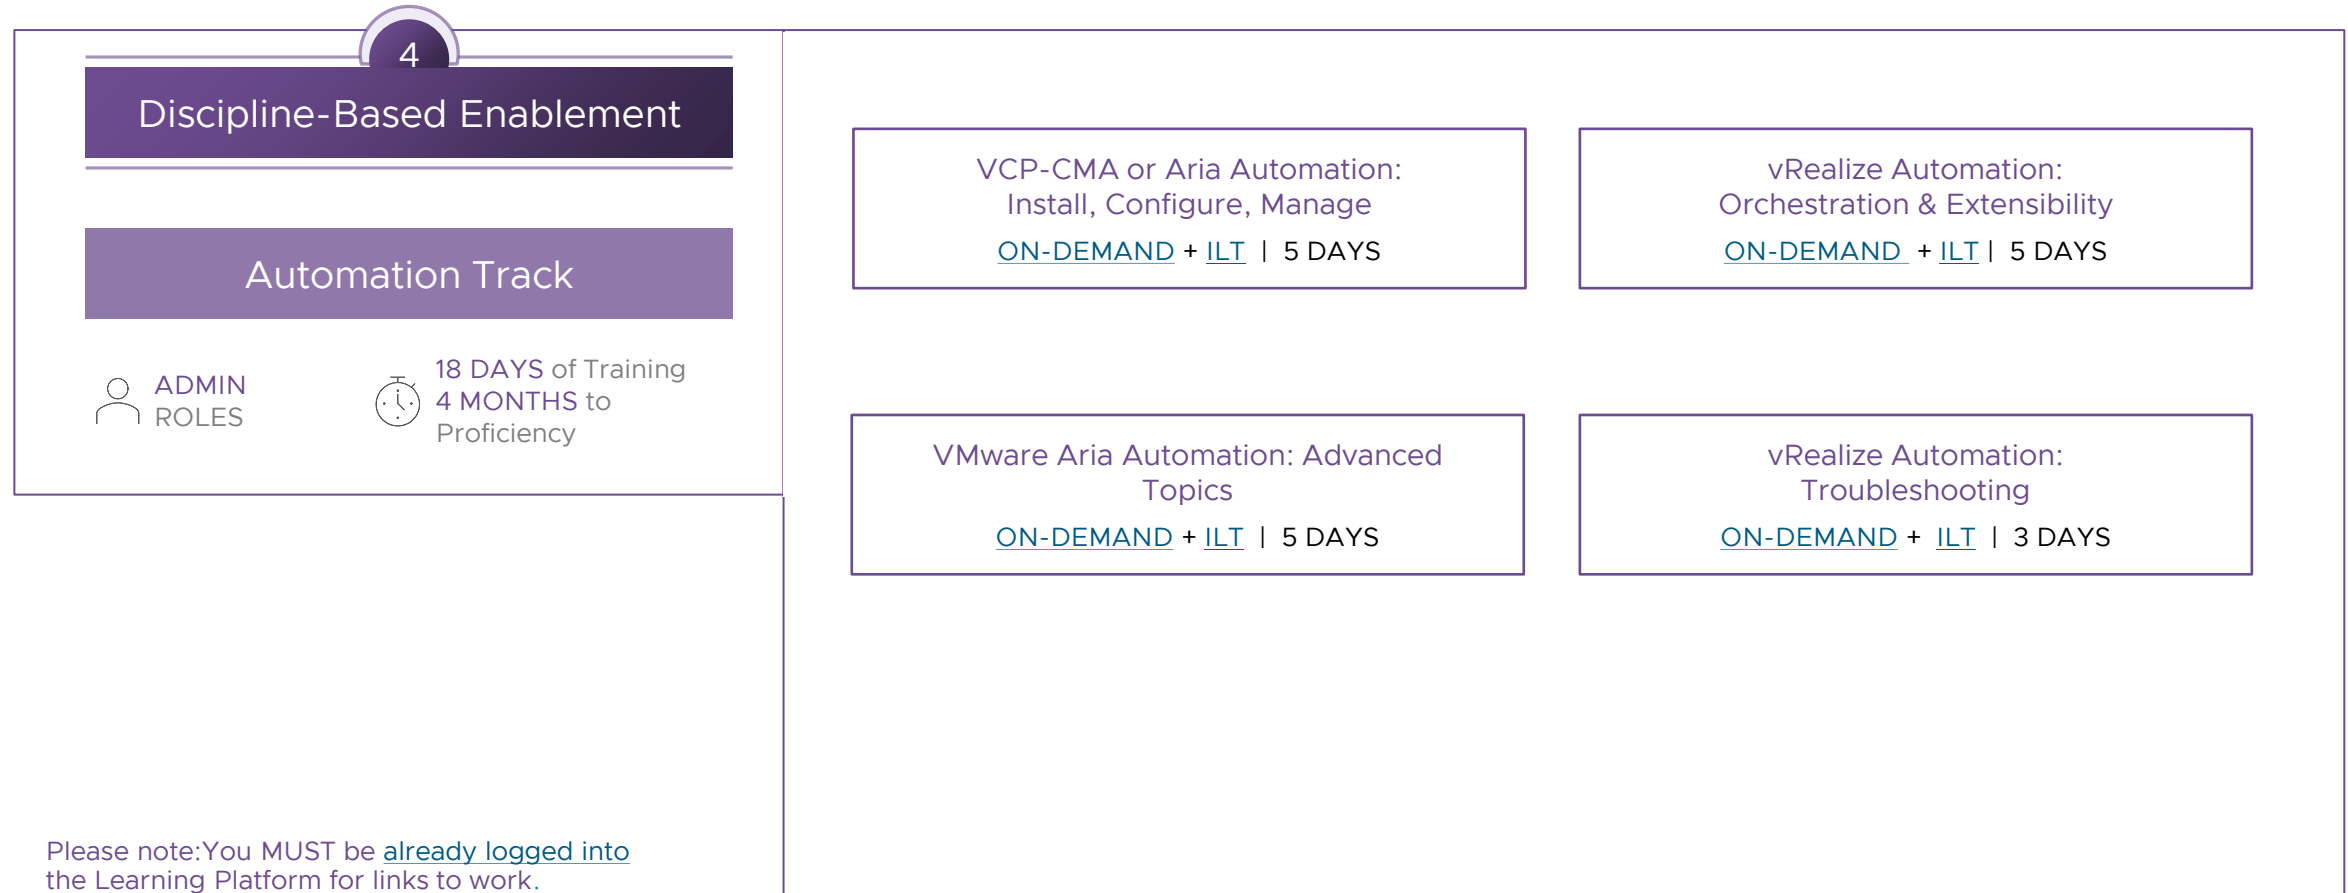 4
Discipline-Based Enablement
Automation Track
ADMIN
ROLES
18 DAYS of Training
4 MONTHS to
Proficiency
VCP-CMA or Aria Automation:
Install, Configure, Manage
ON-DEMAND + ILT | 5 DAYS
vRealize Automation:
Orchestration & Extensibility
ON-DEMAND + ILT | 5 DAYS
VMware Aria Automation: Advanced
Topics
ON-DEMAND + ILT | 5 DAYS
vRealize Automation:
Troubleshooting
ON-DEMAND + ILT | 3 DAYS
Please note:You MUST be already logged into
the Learning Platform for links to work.